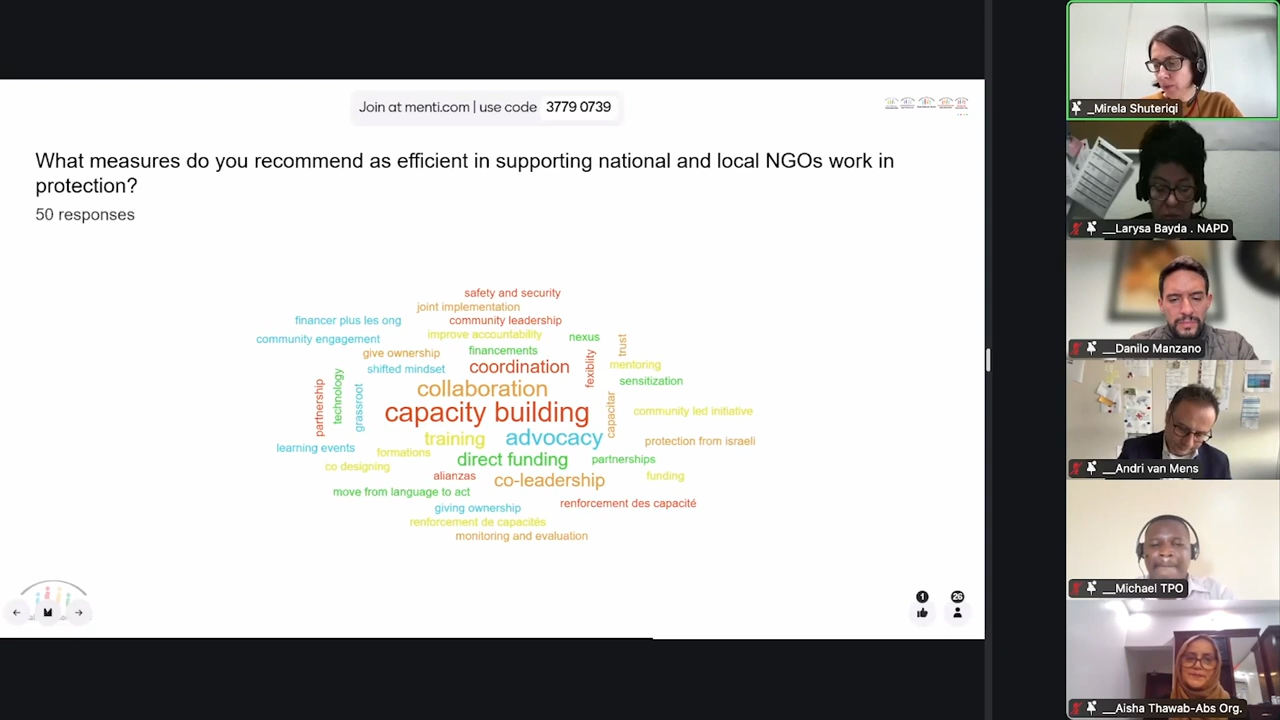 Join at menti.com | use code 3779 0739
What measures do you recommend as efficient in supporting national and local NGOs work in
protection?
50 responses
safety and security
joint implementation
financer plus les ong
community leadership
community engagement
improve accountability
nexus
trust
give ownership
financements
shifted mindset
coordination
fexiblity
mentoring
sensitization
partnership
technology
grassroot
collaboration
capacity building
capacitar
community led initiative
learning events
formations
training
advocacy
protection from israeli
co designing
direct funding
partnerships
alianzas
co-leadership
funding
move from language to act
giving ownership
renforcement des capacité
renforcement de capacités
monitoring and evaluation
1
26
_Mirela Shuteriqi
__Larysa Bayda . NAPD
__Danilo Manzano
__Andri van Mens
__Michael TPO
__Aisha Thawab-Abs Org.